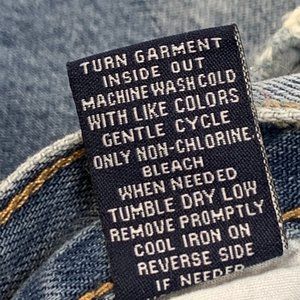 TURN GARMENT
INSIDE OUT
MACHINE WASH COLD
WITH LIKE COLORS
GENTLE CYCLE
ONLY NON-CHLORINE
BLEACH
WHEN NEEDED
TUMBLE DRY LOW
REMOVE PROMPTLY
COOL IRON ON
REVERSE SIDE
IF NEEDED